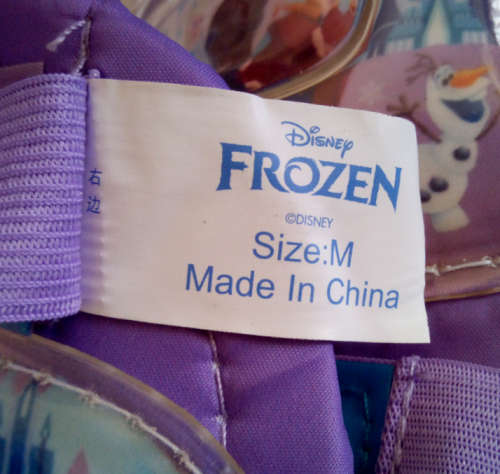 Disney
FROZEN
©DISNEY
Size:M
Made In China
右
边